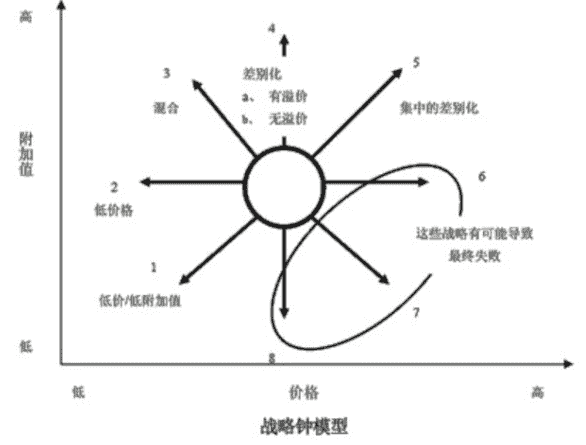 高
4
3
5
差别化
a、 有溢价
b、 无溢价
混合
集中的差别化
附加值
2
低价格
6
这些战略有可能导致
最终失败
1
低价/低附加值
7
低
8
低
价格
高
战略钟模型